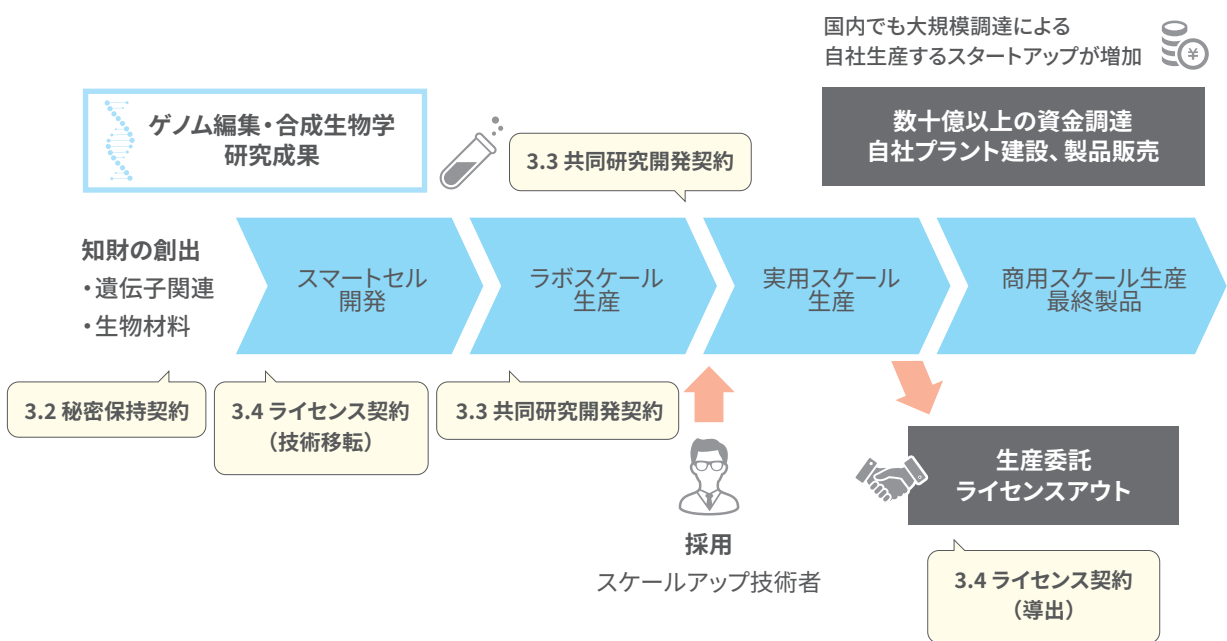 国内でも大規模調達による
自社生産するスタートアップが増加
¥
ゲノム編集・合成生物学
研究成果
数十億以上の資金調達
自社プラント建設、製品販売
3.3 共同研究開発契約
知財の創出
・遺伝子関連
・生物材料
スマートセル
開発
ラボスケール
生産
実用スケール
生産
商用スケール生産
最終製品
3.2 秘密保持契約
3.4 ライセンス契約
（技術移転）
3.3 共同研究開発契約
採用
スケールアップ技術者
生産委託
ライセンスアウト
3.4 ライセンス契約
（導出）